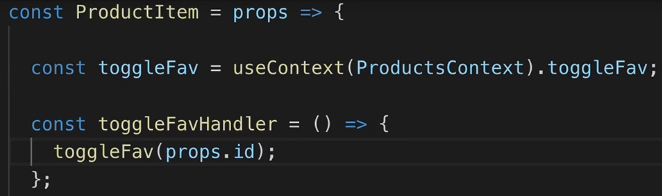 const ProductItem = props => {
const toggleFav = useContext(ProductsContext).toggleFav;
const toggleFavHandler = () => {
toggleFav(props.id);
};